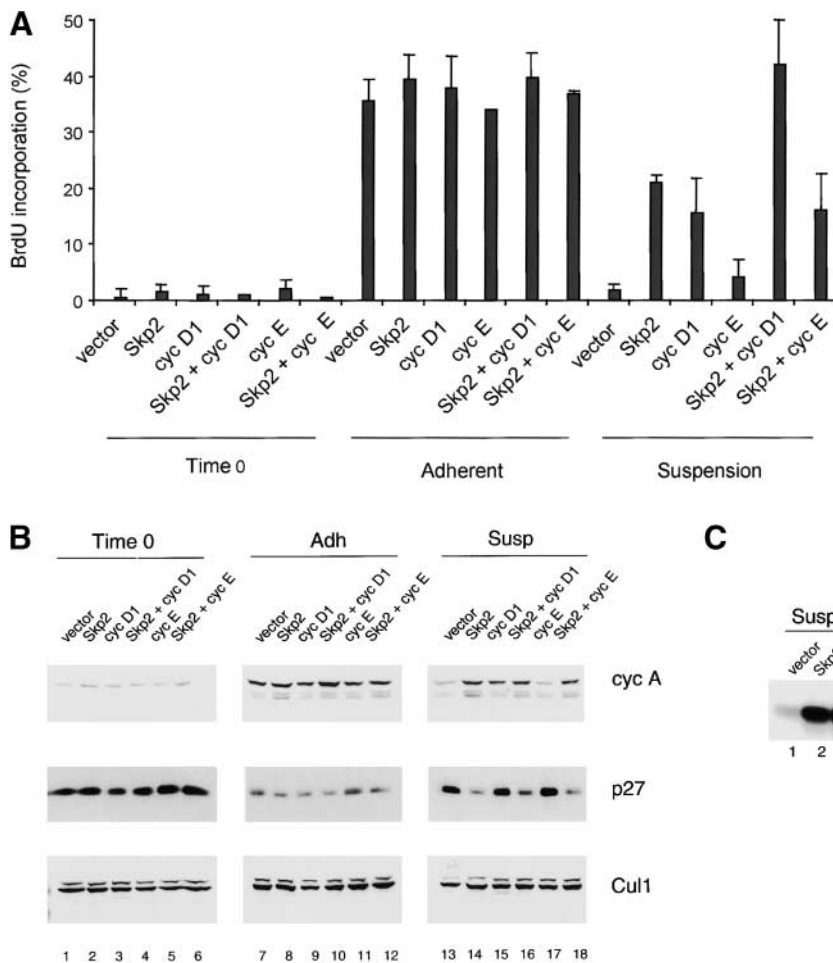 A
BrdU incorporation (%)
50
40
30
20
10
0
vector
Skp2
cyc D1
Skp2 + cyc D1
cyc E
Skp2 + cyc E
vector
Skp2
cyc D1
cyc E
Skp2 + cyc D1
Skp2 + cyc E
vector
Skp2
cyc D1
cyc E
Skp2 + cyc D1
Skp2 + cyc E
Time 0
Adherent
Suspension
B
Time 0
Adh
Susp
vector
Skp2
cyc D1
Skp2 + cyc D1
cyc E
Skp2 + cyc E
vector
Skp2
cyc D1
Skp2 + cyc D1
cyc E
Skp2 + cyc E
vector
Skp2
cyc D1
Skp2 + cyc D1
cyc E
Skp2 + cyc E
cyc A
p27
Cul1
1 2 3 4 5 6 7 8 9 10 11 12 13 14 15 16 17 18
C
Susp
vector
1 2